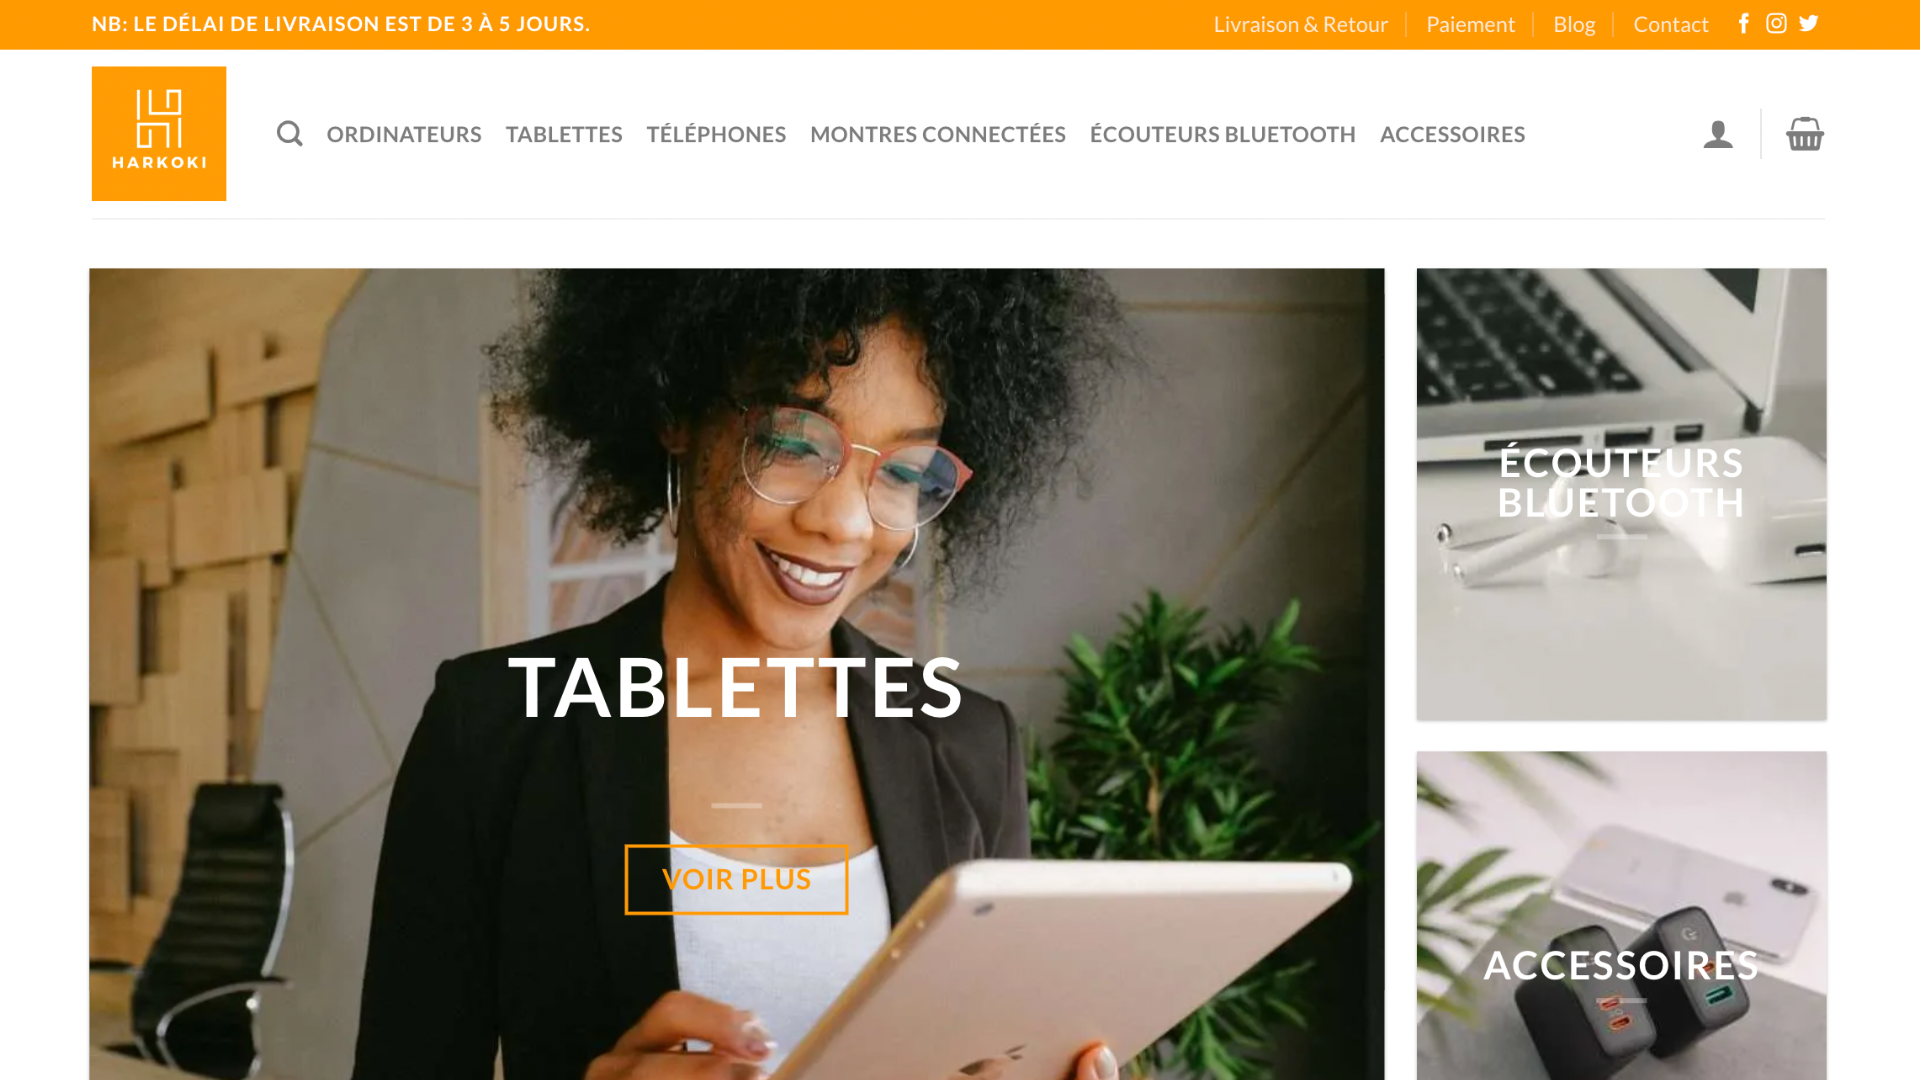 NB: LE DÉLAI DE LIVRAISON EST DE 3 À 5 JOURS.
Livraison & Retour
Paiement
Blog
Contact
HARKOKI
ORDINATEURS
TABLETTES
TÉLÉPHONES
MONTRES CONNECTÉES
ÉCOUTEURS BLUETOOTH
ACCESSOIRES
TABLETTES
VOIR PLUS
ÉCOUTEURS
BLUETOOTH
ACCESSOIRES